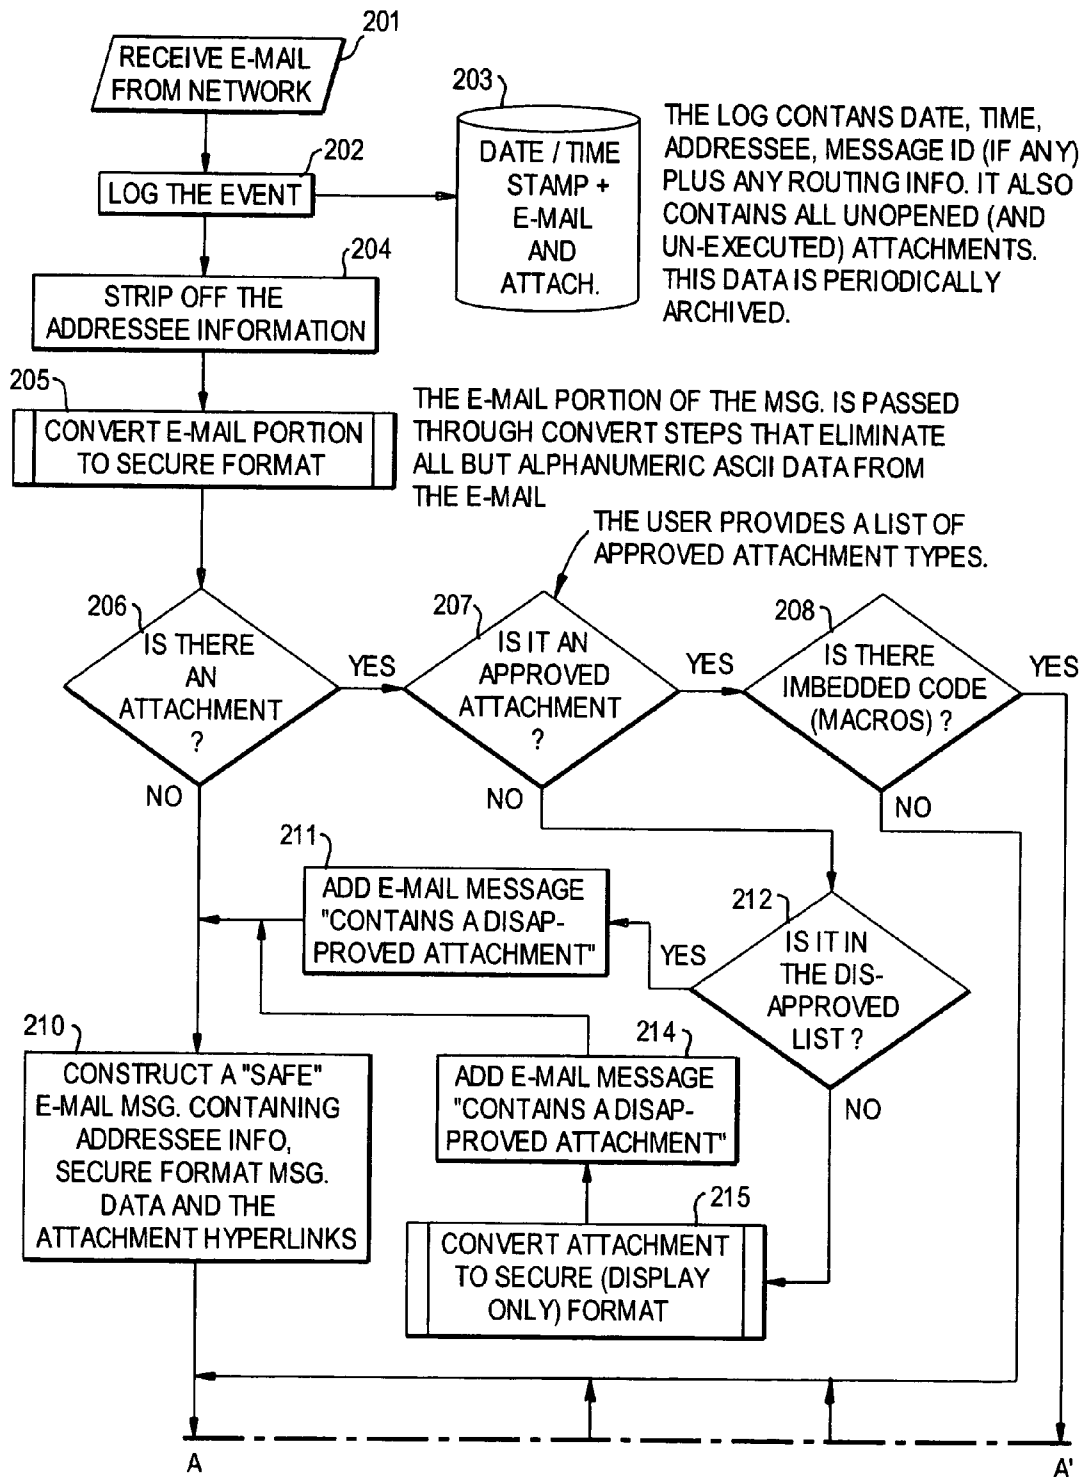 201
RECEIVE E-MAIL
FROM NETWORK
202
LOG THE EVENT
203
DATE / TIME
STAMP +
E-MAIL
AND
ATTACH.
THE LOG CONTANS DATE, TIME,
ADDRESSEE, MESSAGE ID (IF ANY)
PLUS ANY ROUTING INFO. IT ALSO
CONTAINS ALL UNOPENED (AND
UN-EXECUTED) ATTACHMENTS.
THIS DATA IS PERIODICALLY
ARCHIVED.
204
STRIP OFF THE
ADDRESSEE INFORMATION
205
CONVERT E-MAIL PORTION
TO SECURE FORMAT
THE E-MAIL PORTION OF THE MSG. IS PASSED
THROUGH CONVERT STEPS THAT ELIMINATE
ALL BUT ALPHANUMERIC ASCII DATA FROM
THE E-MAIL
THE USER PROVIDES A LIST OF
APPROVED ATTACHMENT TYPES.
206
IS THERE
AN
ATTACHMENT
?
YES
NO
207
IS IT AN
APPROVED
ATTACHMENT
?
YES
NO
208
IS THERE
IMBEDDED CODE
(MACROS) ?
YES
NO
211
ADD E-MAIL MESSAGE
"CONTAINS A DISAP-
PROVED ATTACHMENT"
212
IS IT IN
THE DIS-
APPROVED
LIST ?
YES
NO
210
CONSTRUCT A "SAFE"
E-MAIL MSG. CONTAINING
ADDRESSEE INFO,
SECURE FORMAT MSG.
DATA AND THE
ATTACHMENT HYPERLINKS
214
ADD E-MAIL MESSAGE
"CONTAINS A DISAP-
PROVED ATTACHMENT"
215
CONVERT ATTACHMENT
TO SECURE (DISPLAY
ONLY) FORMAT
A
A'